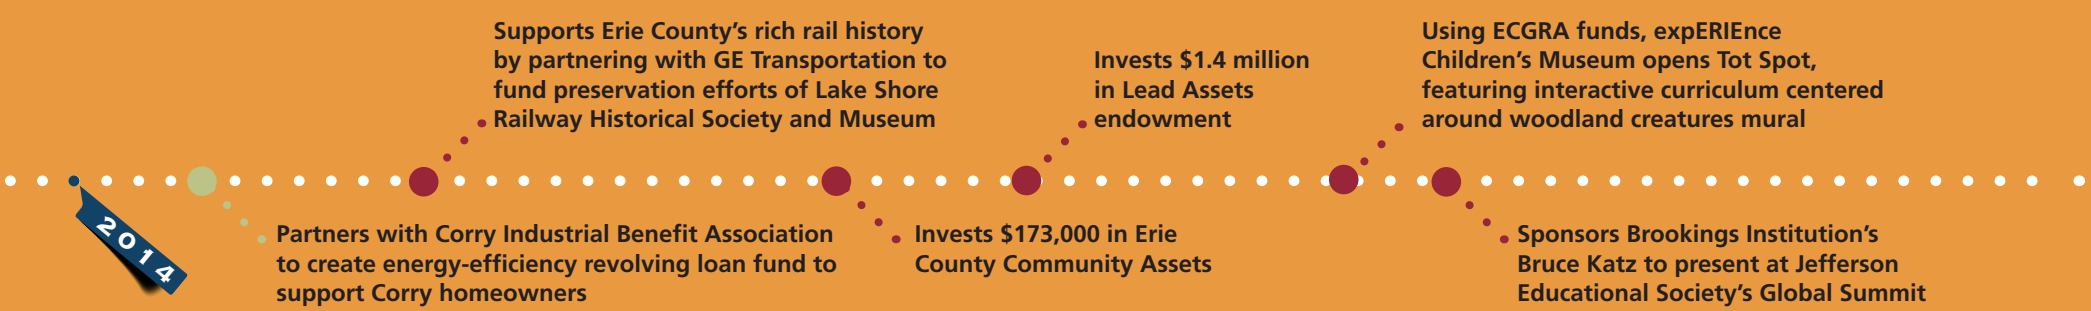 2014
Partners with Corry Industrial Benefit Association
to create energy-efficiency revolving loan fund to
support Corry homeowners
Supports Erie County’s rich rail history
by partnering with GE Transportation to
fund preservation efforts of Lake Shore
Railway Historical Society and Museum
Invests $173,000 in Erie
County Community Assets
Invests $1.4 million
in Lead Assets
endowment
Using ECGRA funds, expERIEnce
Children’s Museum opens Tot Spot,
featuring interactive curriculum centered
around woodland creatures mural
Sponsors Brookings Institution’s
Bruce Katz to present at Jefferson
Educational Society’s Global Summit